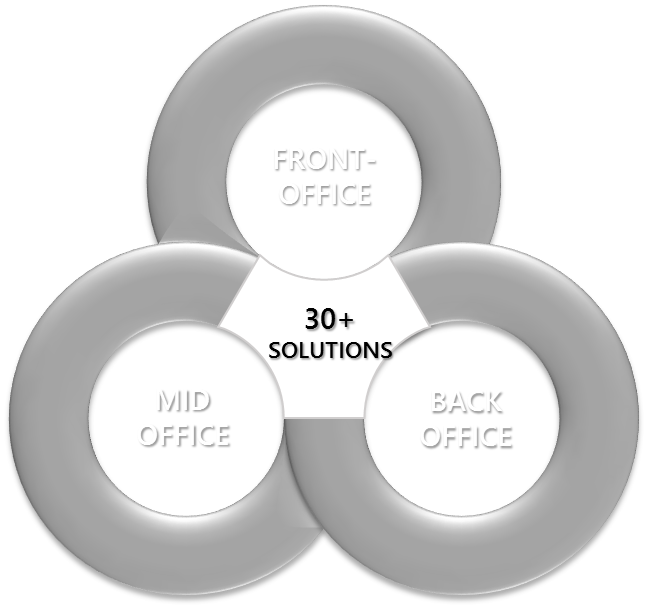 FRONT-
OFFICE
30+
SOLUTIONS
MID
OFFICE
BACK
OFFICE